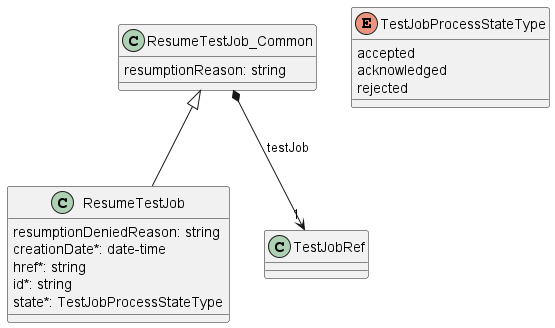 C ResumeTestJob_Common
resumptionReason: string
E TestJobProcessStateType
accepted
acknowledged
rejected
testJob
1
C ResumeTestJob
resumptionDeniedReason: string
creationDate*: date-time
href*: string
id*: string
state*: TestJobProcessStateType
C TestJobRef